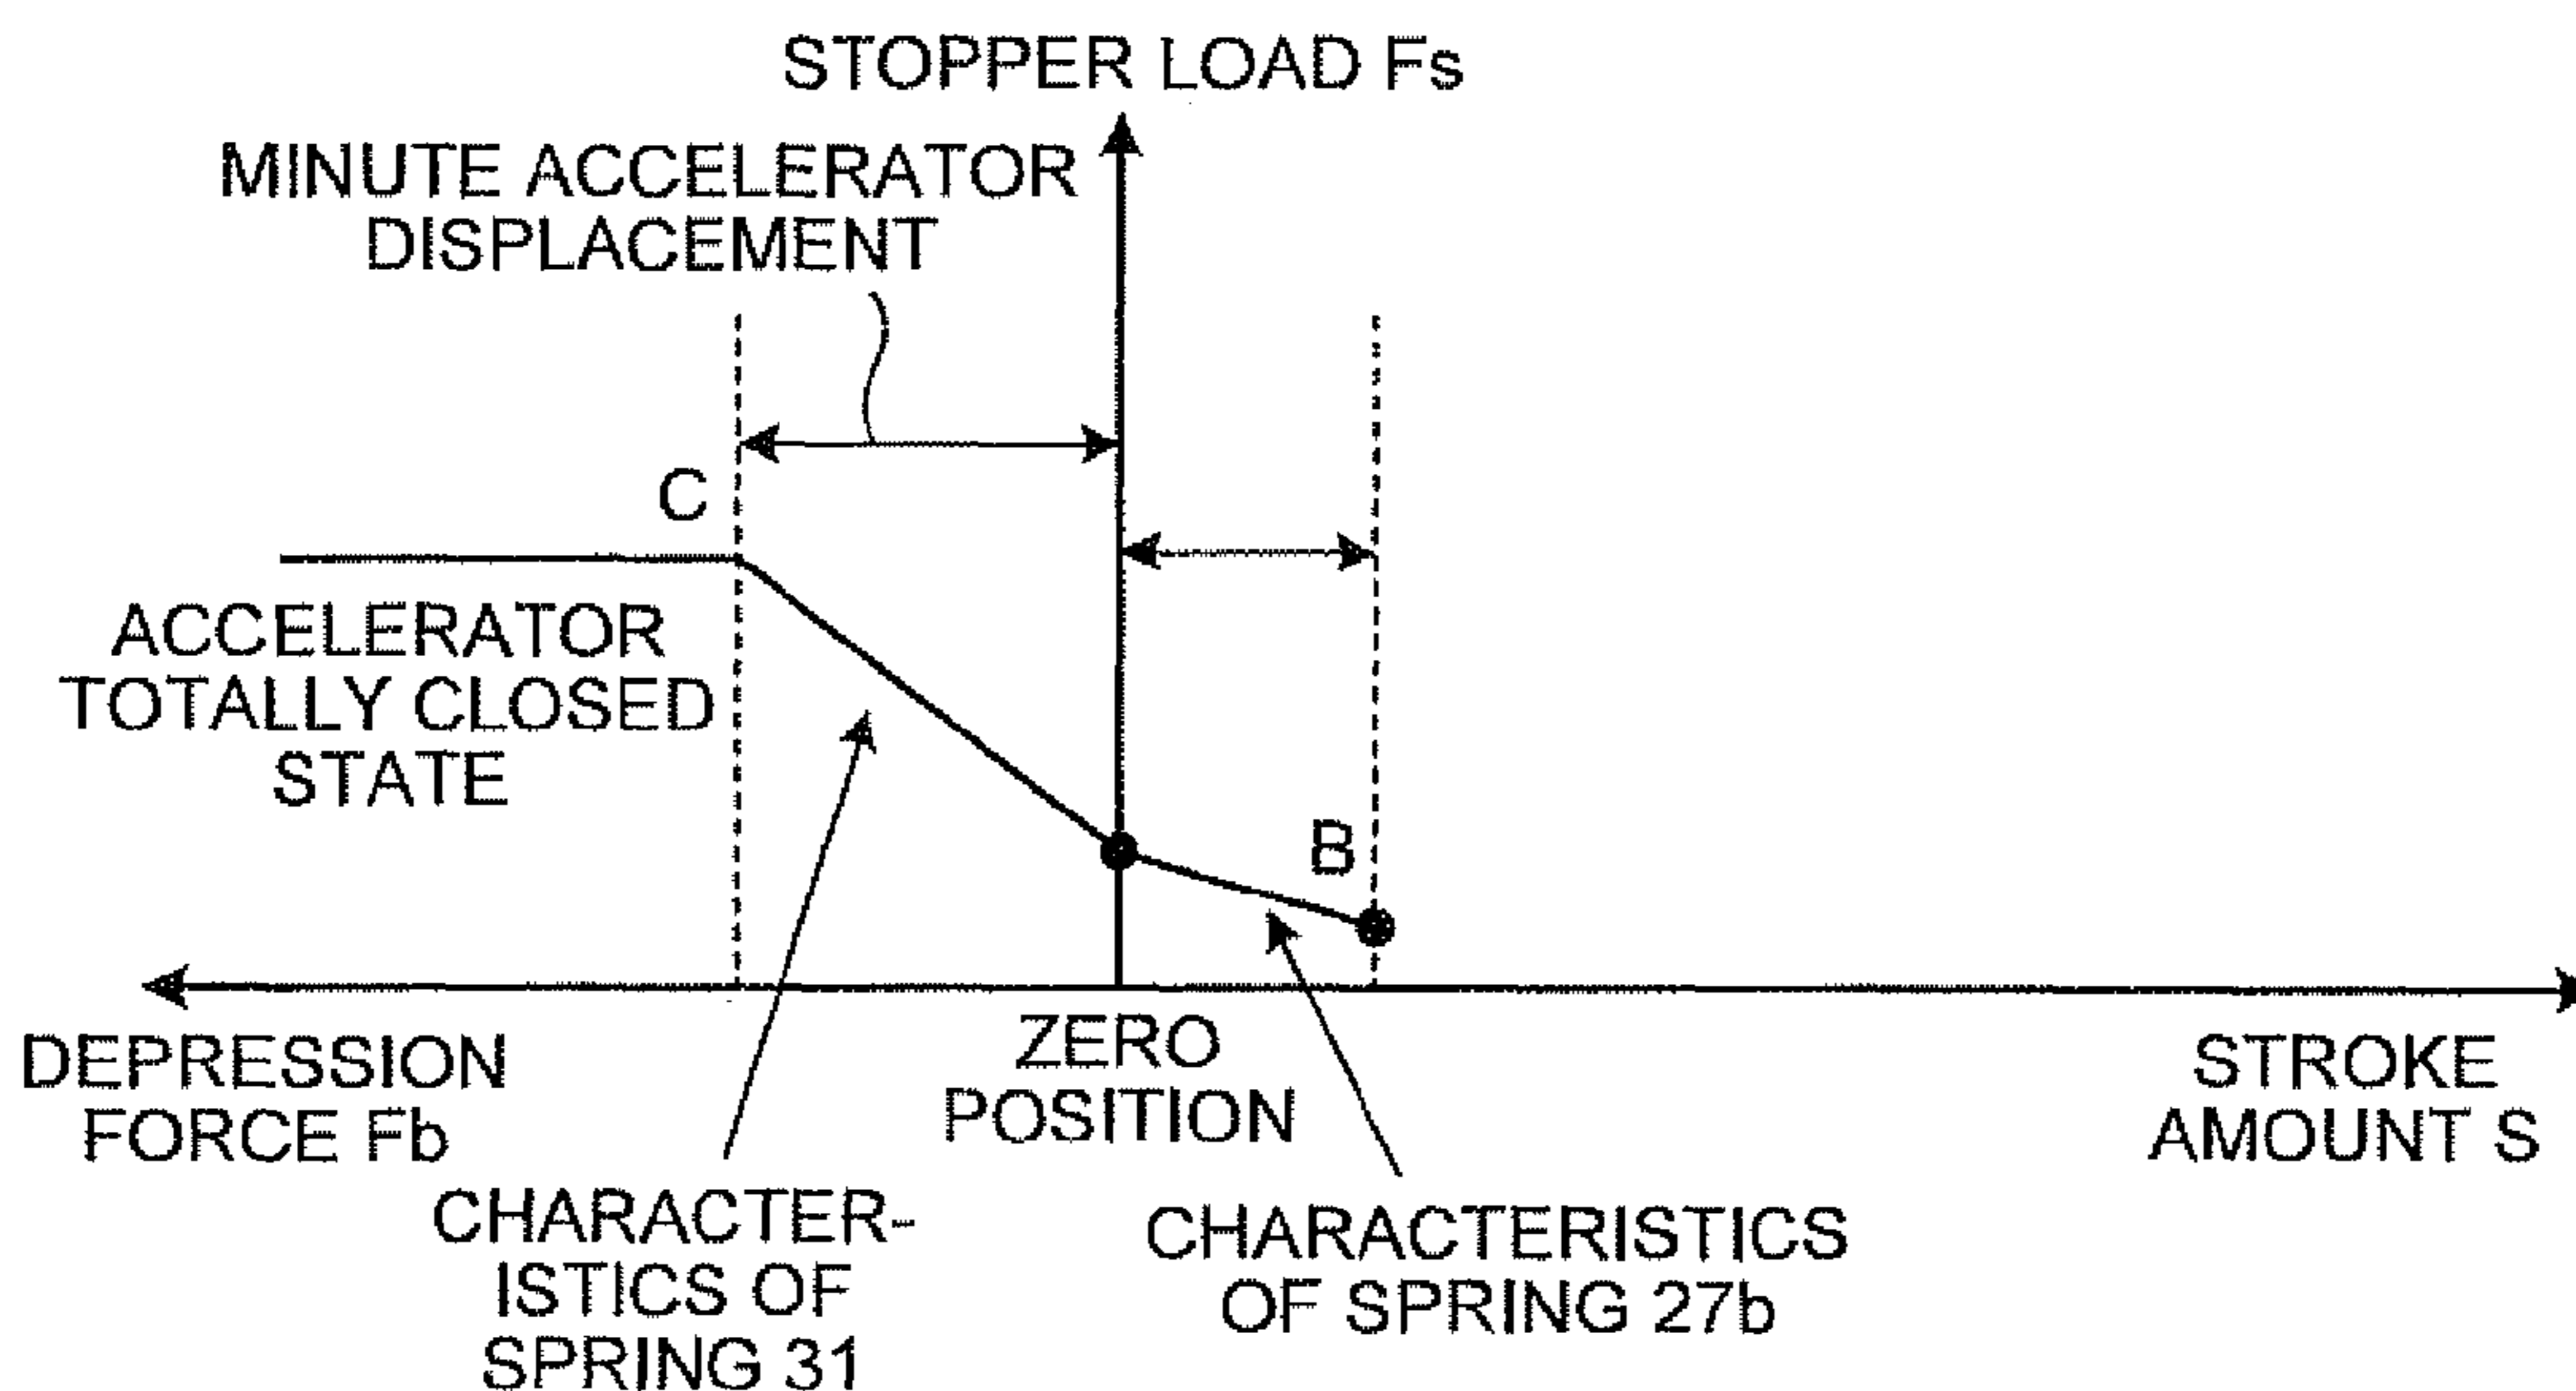 STOPPER LOAD Fs
MINUTE ACCELERATOR
DISPLACEMENT
C
ACCELERATOR
TOTALLY CLOSED
STATE
B
DEPRESSION
FORCE Fb
ZERO
POSITION
STROKE
AMOUNT S
CHARACTER-
ISTICS OF
SPRING 31
CHARACTERISTICS
OF SPRING 27b